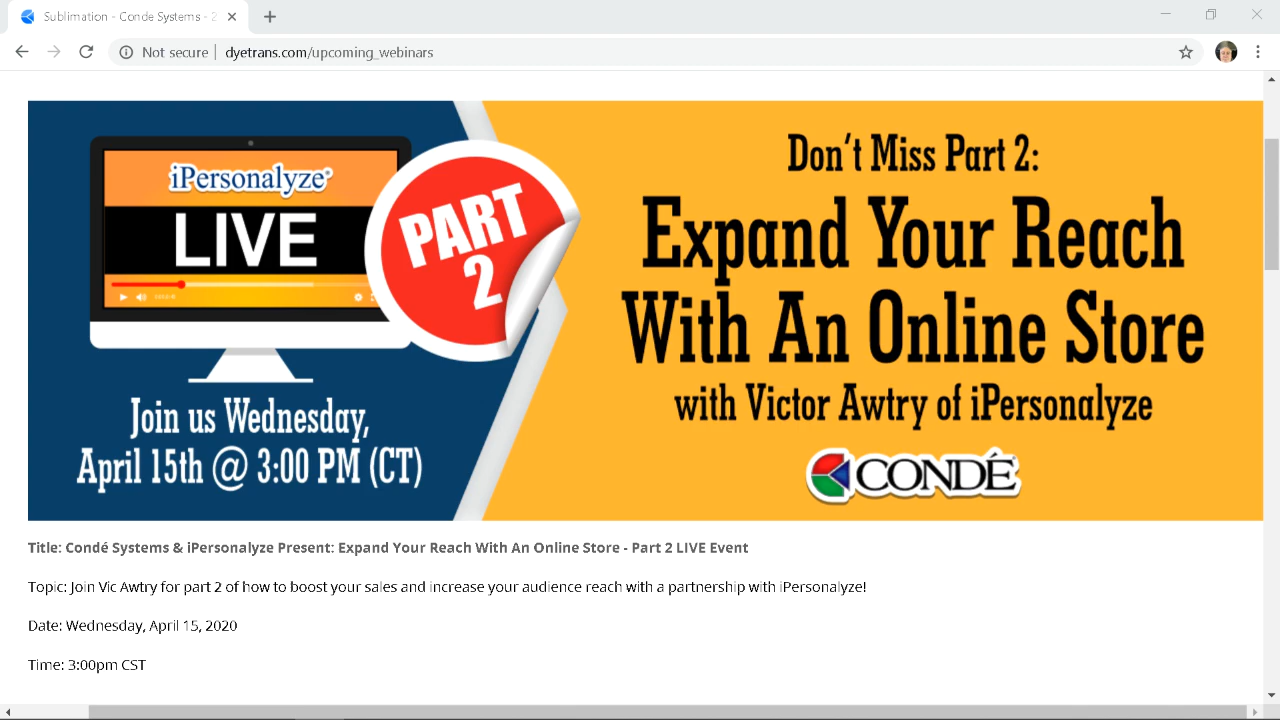 Sublimation - Conde Systems - 2
Not secure | dyetrans.com/upcoming_webinars
iPersonalyze
LIVE
PART
2
Join us Wednesday,
April 15th @ 3:00 PM (CT)
Don't Miss Part 2:
Expand Your Reach
With An Online Store
with Victor Awtry of iPersonalyze
CONDÉ
Title: Condé Systems & iPersonalyze Present: Expand Your Reach With An Online Store - Part 2 LIVE Event
Topic: Join Vic Awtry for part 2 of how to boost your sales and increase your audience reach with a partnership with iPersonalyze!
Date: Wednesday, April 15, 2020
Time: 3:00pm CST